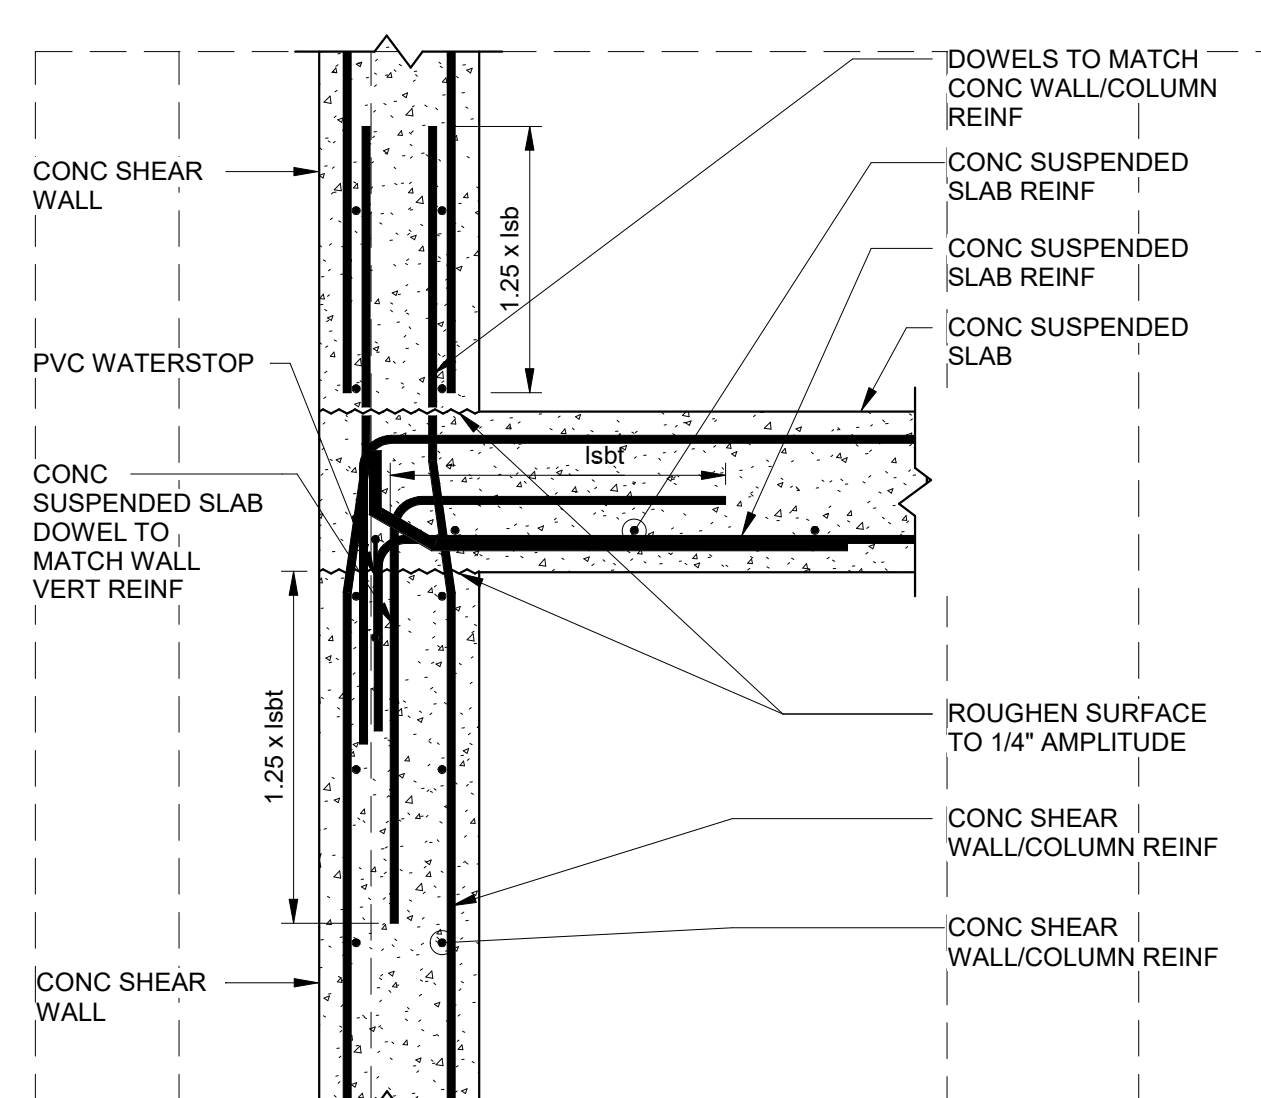 DOWELS TO MATCH
CONC WALL/COLUMN
REINF
CONC SHEAR
WALL
CONC SUSPENDED
SLAB REINF
1.25 x lsb
CONC SUSPENDED
SLAB REINF
CONC SUSPENDED
SLAB
PVC WATERSTOP
lsbt
CONC
SUSPENDED SLAB
DOWEL TO
MATCH WALL
VERT REINF
1.25 x lsbt
ROUGHEN SURFACE
TO 1/4" AMPLITUDE
CONC SHEAR
WALL/COLUMN REINF
CONC SHEAR
WALL/COLUMN REINF
CONC SHEAR
WALL